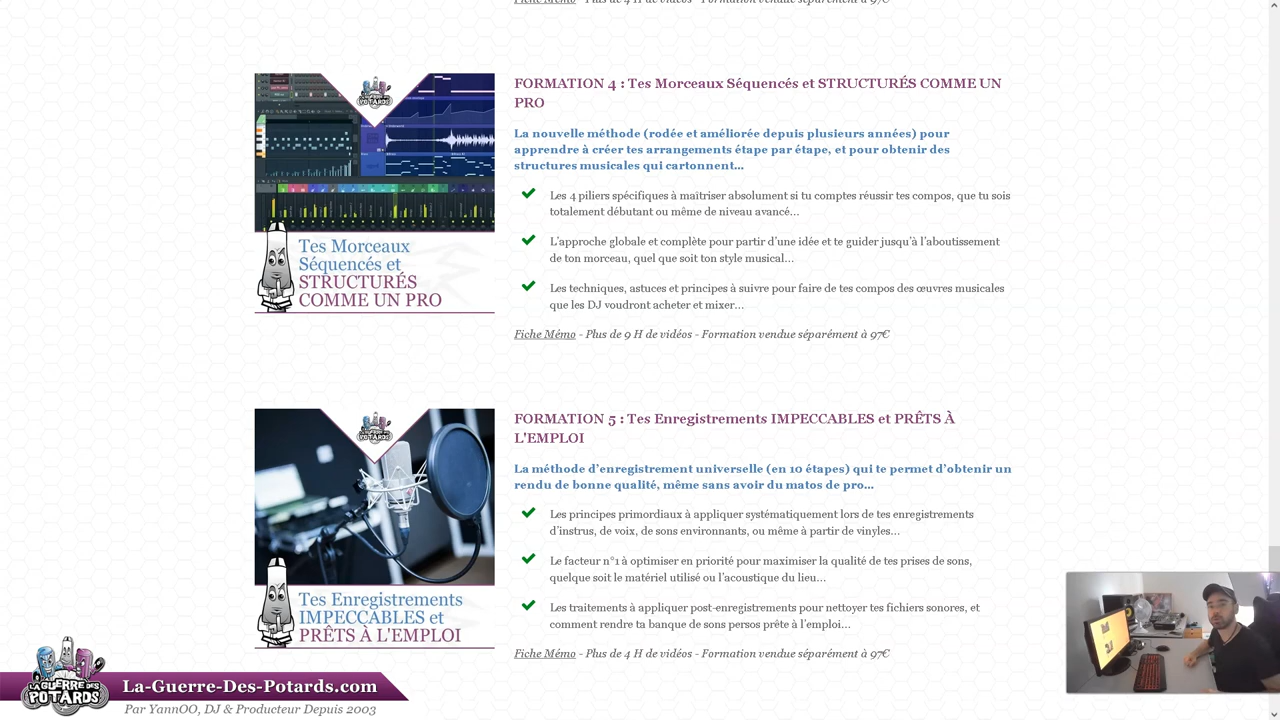 Fiche Mémo - Plus de 4 H de vidéos - Formation vendue séparément à 97€
FORMATION 4 : Tes Morceaux Séquencés et STRUCTURÉS COMME UN
PRO
La nouvelle méthode (rodée et améliorée depuis plusieurs années) pour
apprendre à créer tes arrangements étape par étape, et pour obtenir des
structures musicales qui cartonnent...
Les 4 piliers spécifiques à maîtriser absolument si tu comptes réussir tes compos, que tu sois
totalement débutant ou même de niveau avancé…
L'approche globale et complète pour partir d'une idée et te guider jusqu'à l'aboutissement
de ton morceau, quel que soit ton style musical…
Les techniques, astuces et principes à suivre pour faire de tes compos des œuvres musicales
que les DJ voudront acheter et mixer…
Fiche Mémo - Plus de 9 H de vidéos - Formation vendue séparément à 97€
Tes Morceaux
Séquencés et
STRUCTURÉS
COMME UN PRO
FORMATION 5 : Tes Enregistrements IMPECCABLES et PRÊTS À
L'EMPLOI
La méthode d'enregistrement universelle (en 10 étapes) qui te permet d'obtenir un
rendu de bonne qualité, même sans avoir du matos de pro...
Les principes primordiaux à appliquer systématiquement lors de tes enregistrements
d'instrus, de voix, de sons environnants, ou même à partir de vinyles…
Le facteur n°1 à optimiser en priorité pour maximiser la qualité de tes prises de sons,
quelque soit le matériel utilisé ou l'acoustique du lieu…
Les traitements à appliquer post-enregistrements pour nettoyer tes fichiers sonores, et
comment rendre ta banque de sons persos prête à l'emploi…
Fiche Mémo - Plus de 4 H de vidéos - Formation vendue séparément à 97€
Tes Enregistrements
IMPECCABLES et
PRÊTS À L'EMPLOI
LA GUERRE DES
POTARDS
La-Guerre-Des-Potards.com
Par YannOO, DJ & Producteur Depuis 2003